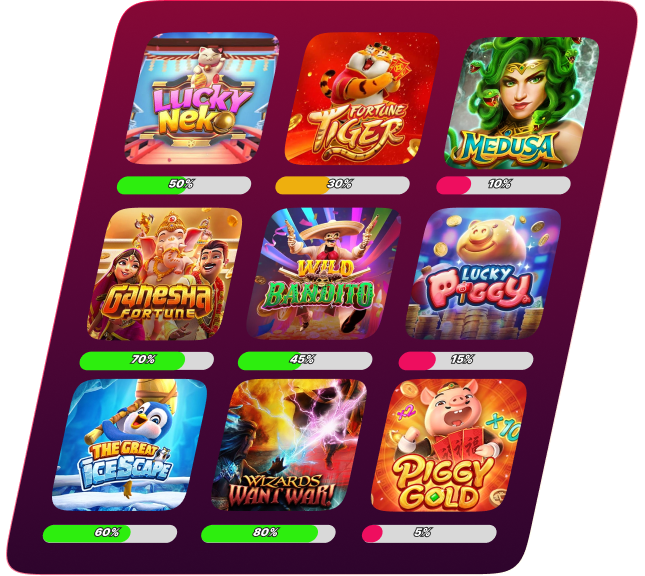 LUCKY
NEKO
FORTUNE
TIGER
MEDUSA
50%
30%
10%
GANESHA
FORTUNE
WILD
BANDITO
LUCKY
PIGGY
70%
45%
15%
THE GREAT
ICESCAPE
WIZARDS
WANT WAR!
X2
X10
PIGGY
GOLD
60%
80%
5%